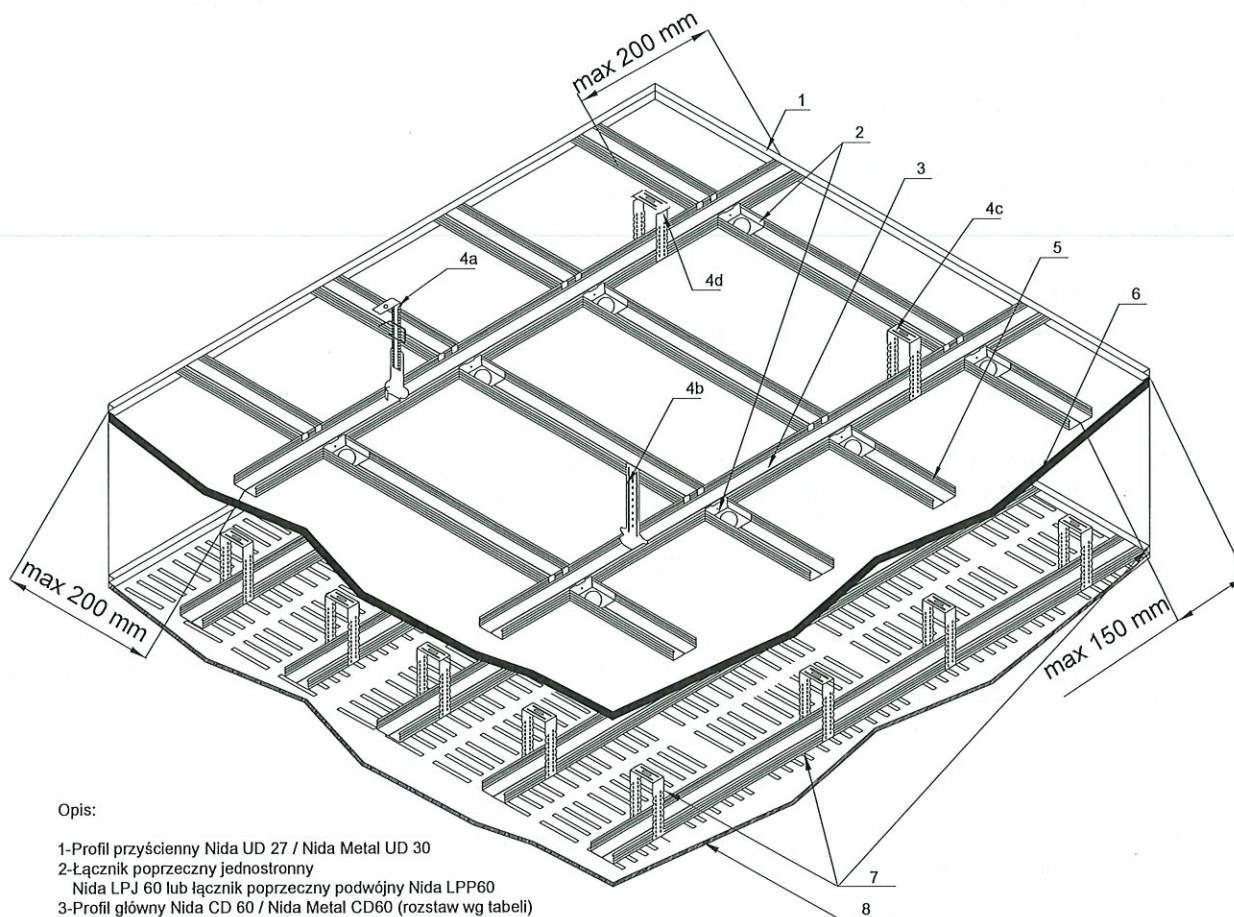 max 200 mm
1
2
3
4c
4a
4d
5
6
4b
max 200 mm
max 150 mm
Opis:
1-Profil przyścienny Nida UD 27 / Nida Metal UD 30
2-Łącznik poprzeczny jednostronny
Nida LPJ 60 lub łącznik poprzeczny podwójny Nida LPP60
3-Profil główny Nida CD 60 / Nida Metal CD60 (rozstaw wg tabeli)
7
8